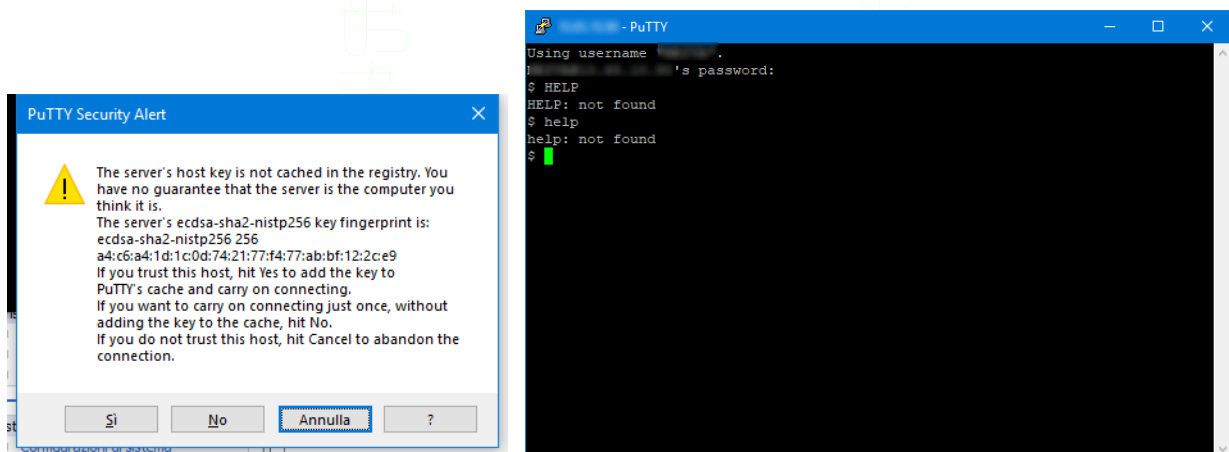 PuTTY Security Alert
The server's host key is not cached in the registry. You
have no guarantee that the server is the computer you
think it is.
The server's ecdsa-sha2-nistp256 key fingerprint is:
ecdsa-sha2-nistp256 256
a4:c6:a4:1d:1c:0d:74:21:77:f4:77:ab:bf:12:2c:e9
If you trust this host, hit Yes to add the key to
PuTTY's cache and carry on connecting.
If you want to carry on connecting just once, without
adding the key to the cache, hit No.
If you do not trust this host, hit Cancel to abandon the
connection.
Sì No Annulla ?
Configurazioni di sistema
- PuTTY
Using username " ".
's password:
$ HELP
HELP: not found
$ help
help: not found
$